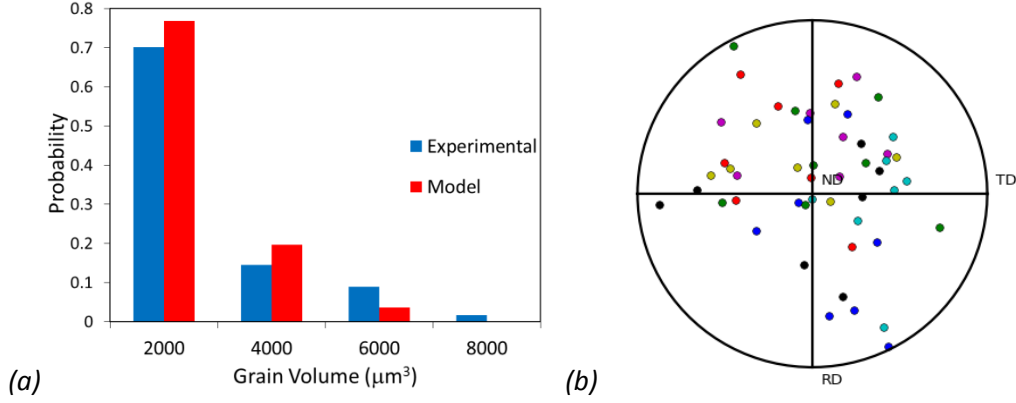 0.8
0.7
0.6
0.5
0.4
0.3
0.2
0.1
0
Probability
2000 4000 6000 8000
Grain Volume (μm³)
Experimental
Model
(a)
ND
TD
RD
(b)